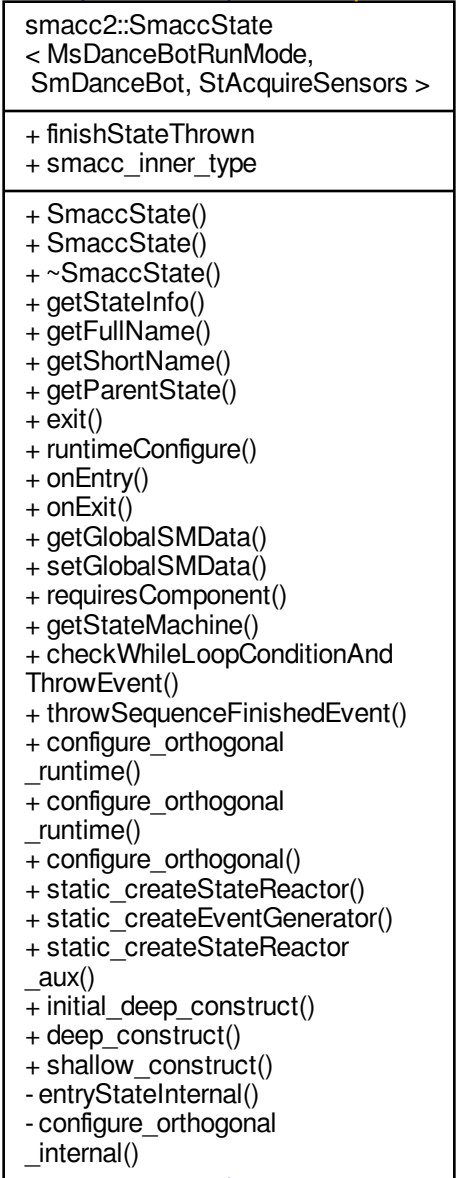 smacc2::SmaccState
< MsDanceBotRunMode,
 SmDanceBot, StAcquireSensors >
+ finishStateThrown
+ smacc_inner_type
+ SmaccState()
+ SmaccState()
+ ~SmaccState()
+ getStateInfo()
+ getFullName()
+ getShortName()
+ getParentState()
+ exit()
+ runtimeConfigure()
+ onEntry()
+ onExit()
+ getGlobalSMData()
+ setGlobalSMData()
+ requiresComponent()
+ getStateMachine()
+ checkWhileLoopConditionAnd
ThrowEvent()
+ throwSequenceFinishedEvent()
+ configure_orthogonal
_runtime()
+ configure_orthogonal
_runtime()
+ configure_orthogonal()
+ static_createStateReactor()
+ static_createEventGenerator()
+ static_createStateReactor
_aux()
+ initial_deep_construct()
+ deep_construct()
+ shallow_construct()
- entryStateInternal()
- configure_orthogonal
_internal()